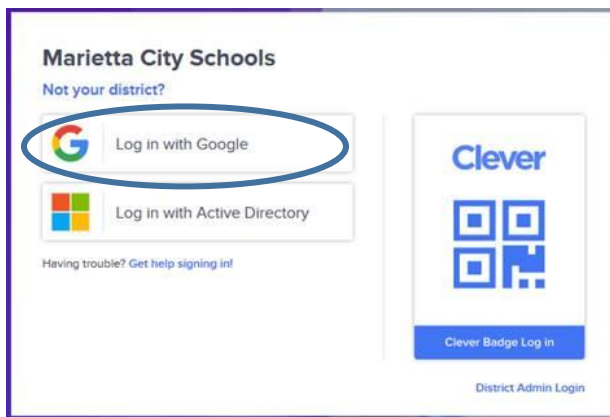 Marietta City Schools
Not your district?
Log in with Google
Log in with Active Directory
Having trouble? Get help signing in!
Clever
Clever Badge Log in
District Admin Login